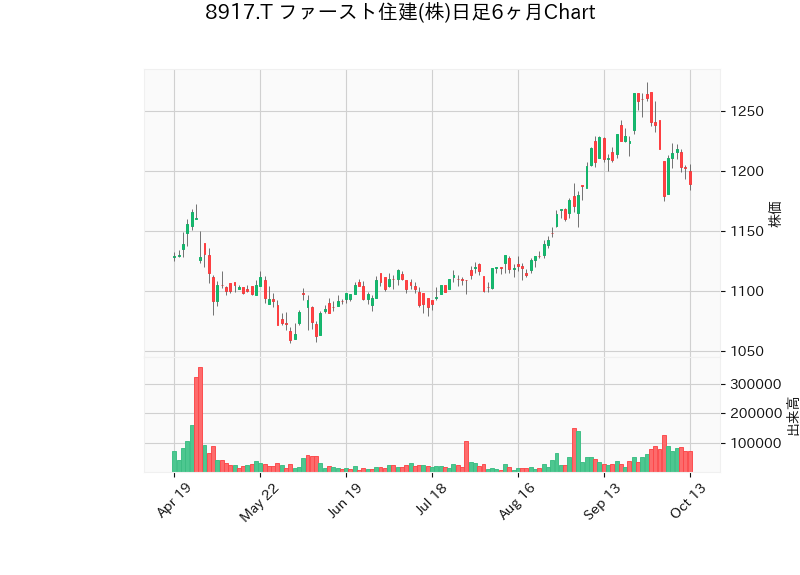 8917.T ファースト住建(株)日足6ヶ月Chart
1250
1200
1150
1100
1050
株価
300000
200000
100000
出来高
Apr 19
May 22
Jun 19
Jul 18
Aug 16
Sep 13
Oct 13